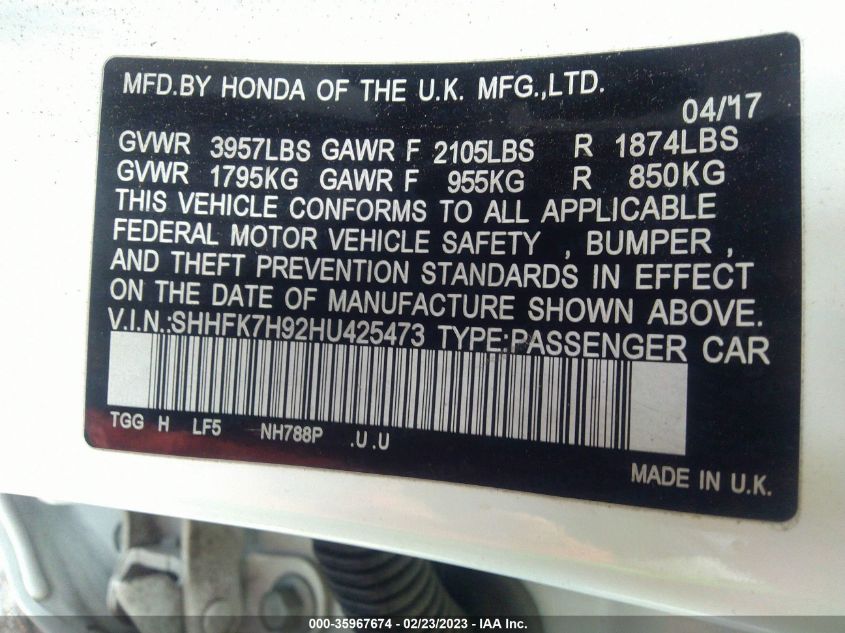 MFD.BY HONDA OF THE U.K. MFG.,LTD.
04/'17
GVWR 3957LBS GAWR F 2105LBS R 1874LBS
GVWR 1795KG GAWR F 955KG R 850KG
THIS VEHICLE CONFORMS TO ALL APPLICABLE
FEDERAL MOTOR VEHICLE SAFETY , BUMPER ,
AND THEFT PREVENTION STANDARDS IN EFFECT
ON THE DATE OF MANUFACTURE SHOWN ABOVE.
V.I.N.:SHHFK7H92HU425473 TYPE:PASSENGER CAR
TGG H LF5 NH788P .U .U
MADE IN U.K.
000-35967674 / 02/23/2023 - IAA Inc.